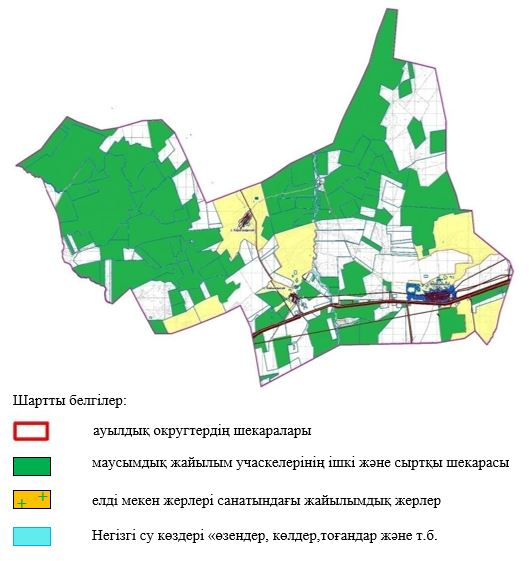 Шартты белгілер:
ауылдық округтердің шекаралары
маусымдық жайылым учаскелерінің ішкі және сыртқы шекарасы
елді мекен жерлері санатындағы жайылымдық жерлер
Негізгі су көздері «өзендер, көлдер,тоғандар және т.б.